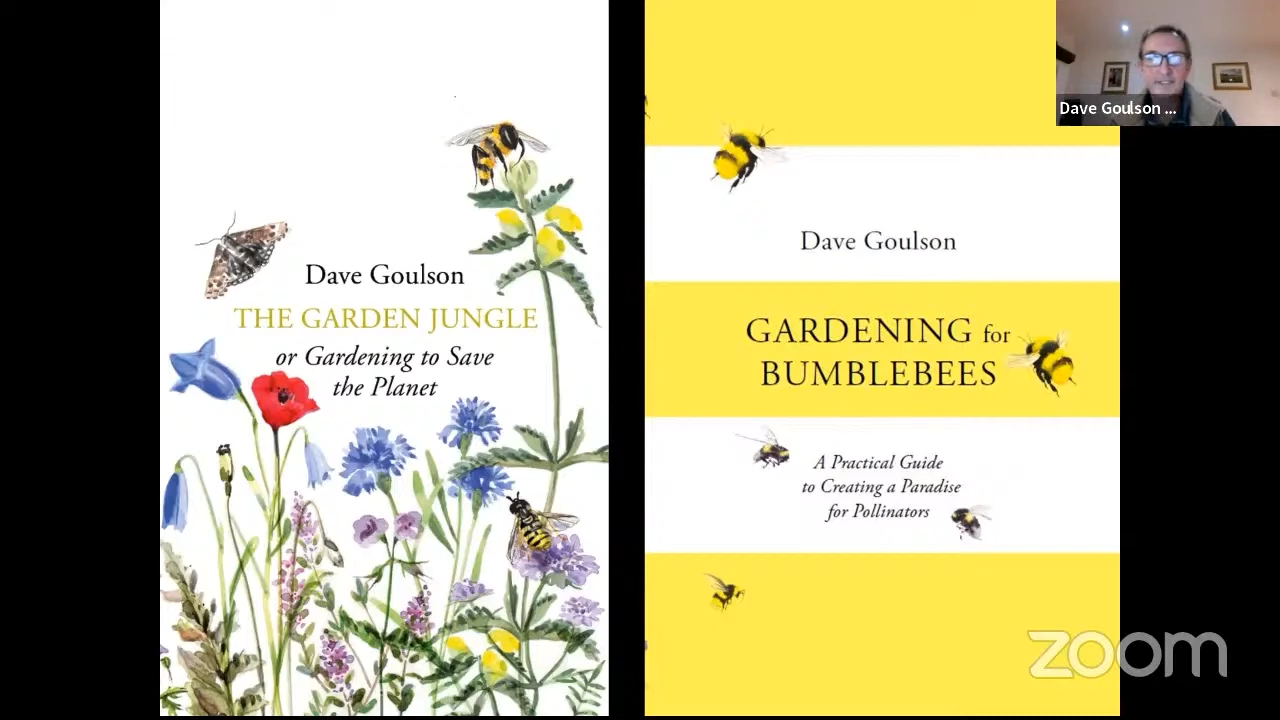 Dave Goulson
THE GARDEN JUNGLE
or Gardening to Save
the Planet
Dave Goulson
GARDENING for
BUMBLEBEES
A Practical Guide
to Creating a Paradise
for Pollinators
Dave Goulson ...
zoom